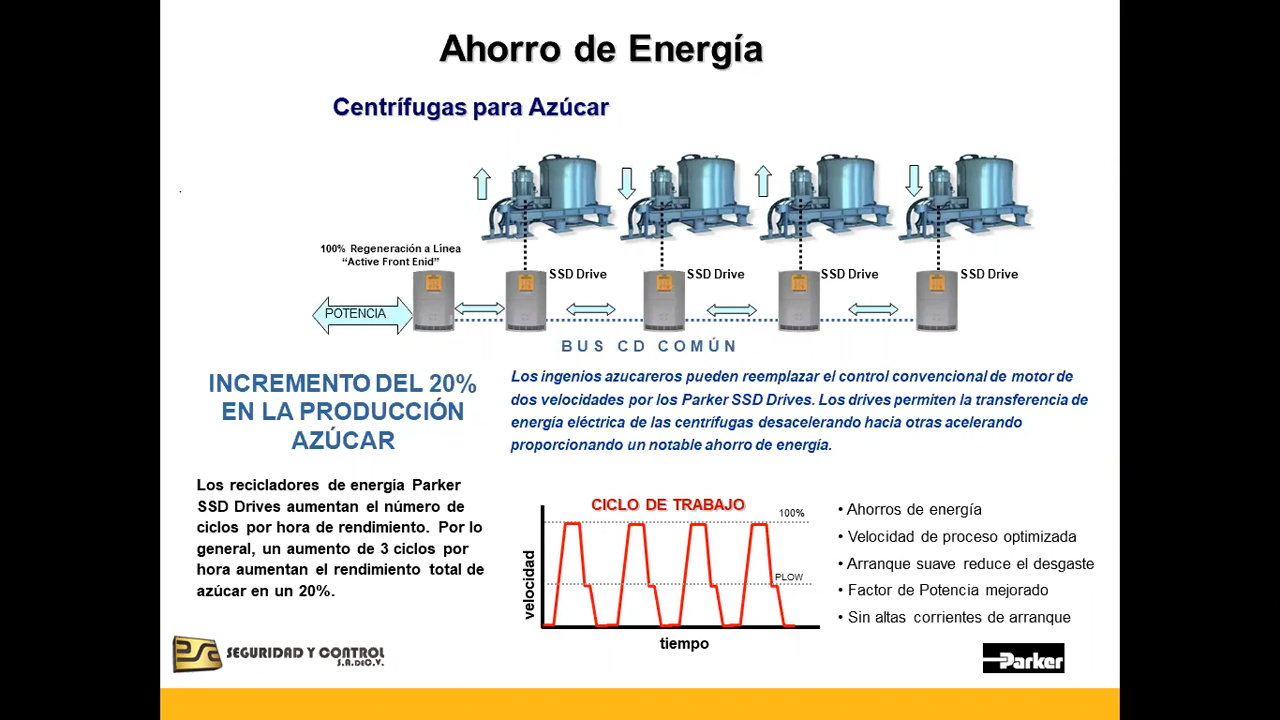 Ahorro de Energía
Centrífugas para Azúcar
100% Regeneración a Línea
“Active Front Enid”
SSD Drive
SSD Drive
SSD Drive
SSD Drive
POTENCIA
BUS CD COMÚN
INCREMENTO DEL 20%
EN LA PRODUCCIÓN
AZÚCAR
Los ingenios azucareros pueden reemplazar el control convencional de motor de
dos velocidades por los Parker SSD Drives. Los drives permiten la transferencia de
energía eléctrica de las centrífugas desacelerando hacia otras acelerando
proporcionando un notable ahorro de energía.
Los recicladores de energía Parker
SSD Drives aumentan el número de
ciclos por hora de rendimiento. Por lo
general, un aumento de 3 ciclos por
hora aumentan el rendimiento total de
azúcar en un 20%.
CICLO DE TRABAJO
100%
PLOW
velocidad
tiempo
• Ahorros de energía
• Velocidad de proceso optimizada
• Arranque suave reduce el desgaste
• Factor de Potencia mejorado
• Sin altas corrientes de arranque
PSC
SEGURIDAD Y CONTROL
S.A. DE C.V.
Parker